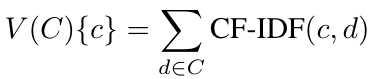 V(C){c} = ∑_{d∈C} CF-IDF(c, d)